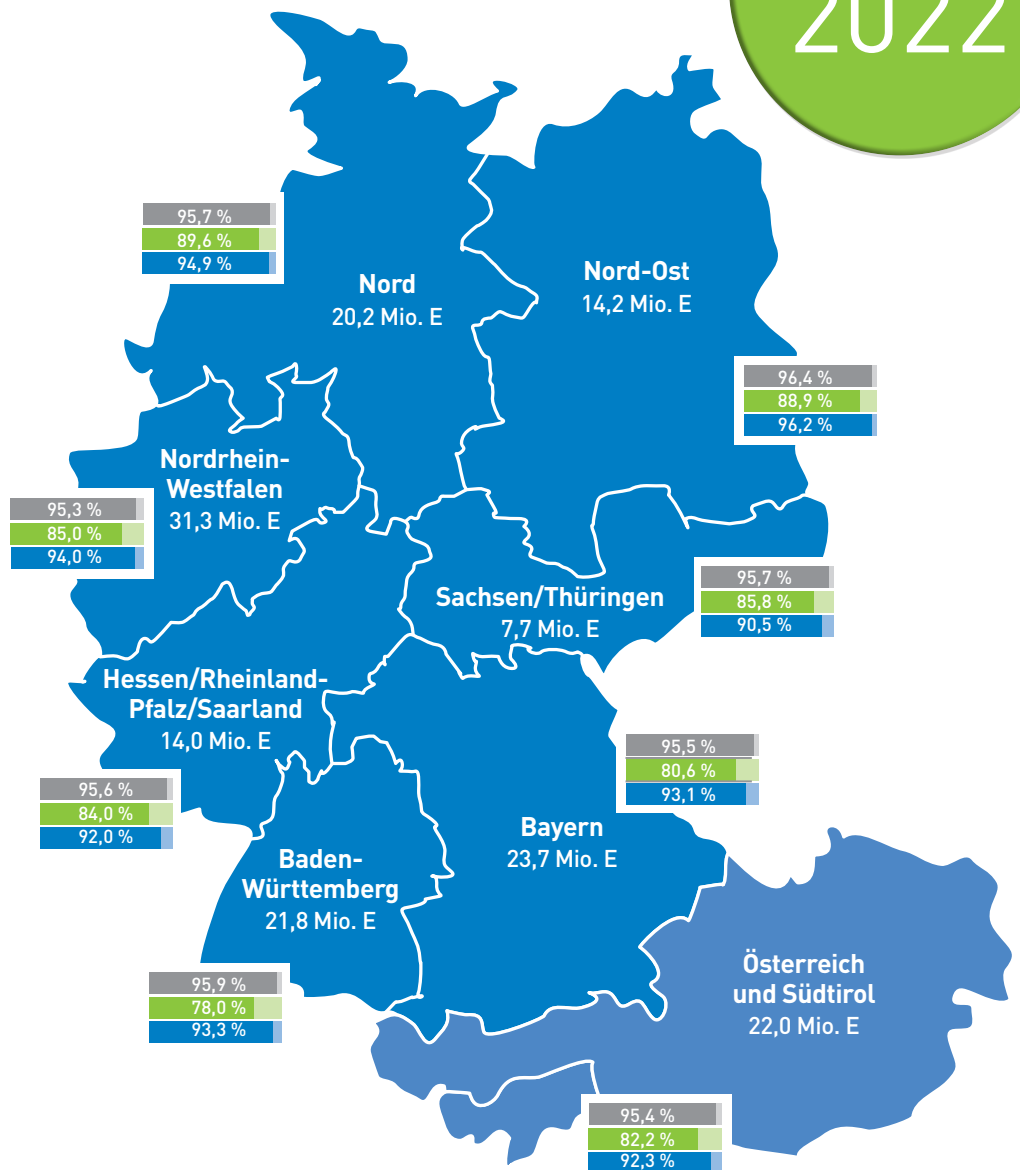 2022
95,7 %
89,6 %
94,9 %
Nord
20,2 Mio. E
Nord-Ost
14,2 Mio. E
96,4 %
88,9 %
96,2 %
Nordrhein-
Westfalen
31,3 Mio. E
95,3 %
85,0 %
94,0 %
Sachsen/Thüringen
7,7 Mio. E
95,7 %
85,8 %
90,5 %
Hessen/Rheinland-
Pfalz/Saarland
14,0 Mio. E
95,6 %
84,0 %
92,0 %
95,5 %
80,6 %
93,1 %
Bayern
23,7 Mio. E
Baden-
Württemberg
21,8 Mio. E
95,9 %
78,0 %
93,3 %
Österreich
und Südtirol
22,0 Mio. E
95,4 %
82,2 %
92,3 %